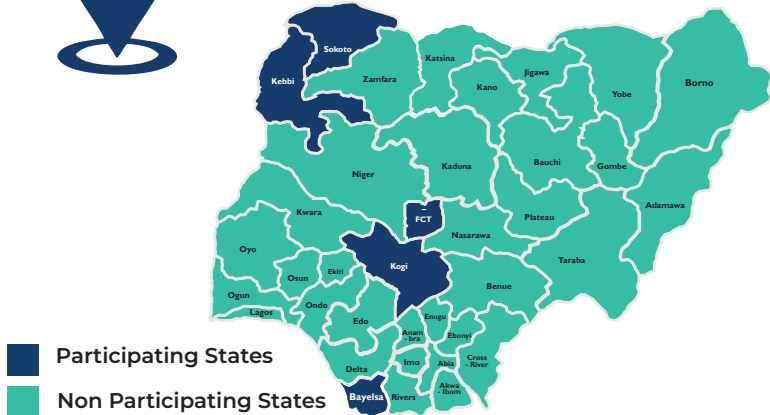 Sokoto
Katsina
Jigawa
Kebbi
Zamfara
Kano
Yobe
Borno
Niger
Kaduna
Bauchi
Gombe
Adamawa
Kwara
FCT
Plateau
Nasarawa
Oyo
Kogi
Taraba
Osun
Ekiti
Benue
Ogun
Ondo
Lagos
Edo
Enugu
Anam
- bra
Ebonyi
Delta
Imo
Abia
Cross
- River
Bayelsa
Rivers
Akwa
- Ibom
Participating States
Non Participating States